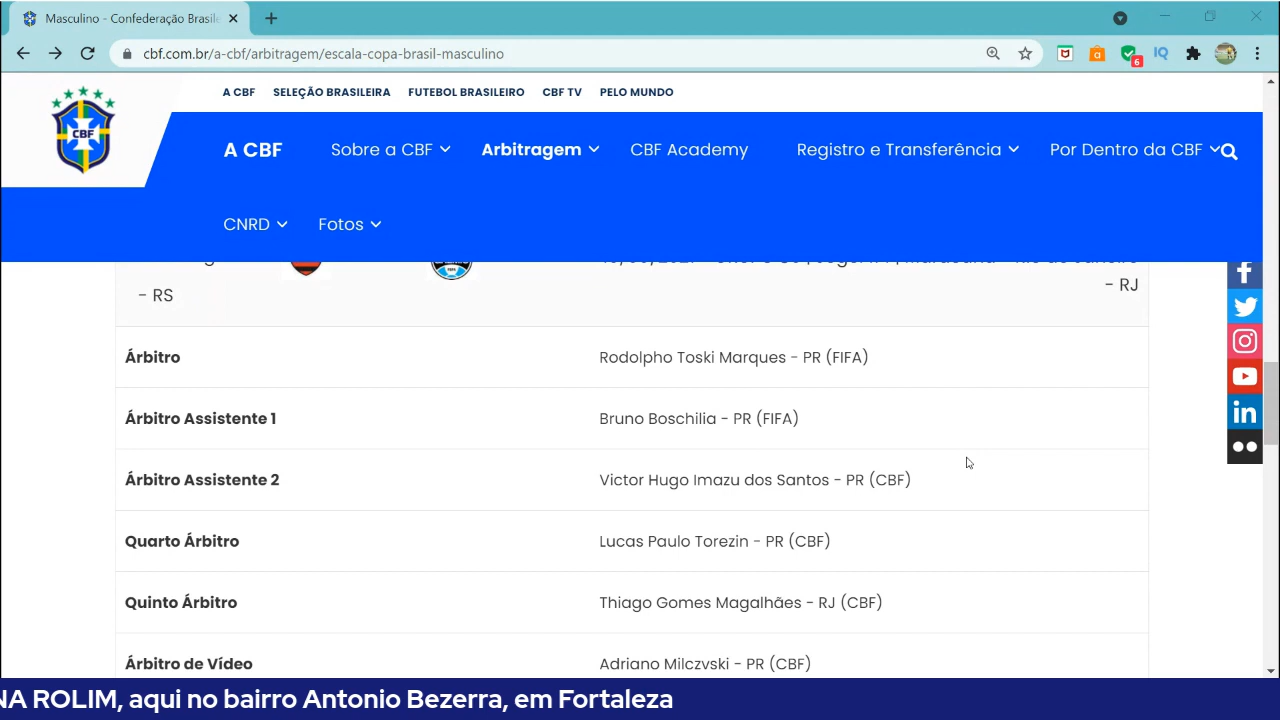 Masculino - Confederação Brasile
cbf.com.br/a-cbf/arbitragem/escala-copa-brasil-masculino
6
IQ
A CBF SELEÇÃO BRASILEIRA FUTEBOL BRASILEIRO CBF TV PELO MUNDO
CBF
A CBF Sobre a CBF Arbitragem CBF Academy Registro e Transferência Por Dentro da CBF
CNRD Fotos
- RS
- RJ
Árbitro Rodolpho Toski Marques - PR (FIFA)
Árbitro Assistente 1 Bruno Boschilia - PR (FIFA)
Árbitro Assistente 2 Victor Hugo Imazu dos Santos - PR (CBF)
Quarto Árbitro Lucas Paulo Torezin - PR (CBF)
Quinto Árbitro Thiago Gomes Magalhães - RJ (CBF)
Árbitro de Vídeo Adriano Milczvski - PR (CBF)
NA ROLIM, aqui no bairro Antonio Bezerra, em Fortaleza